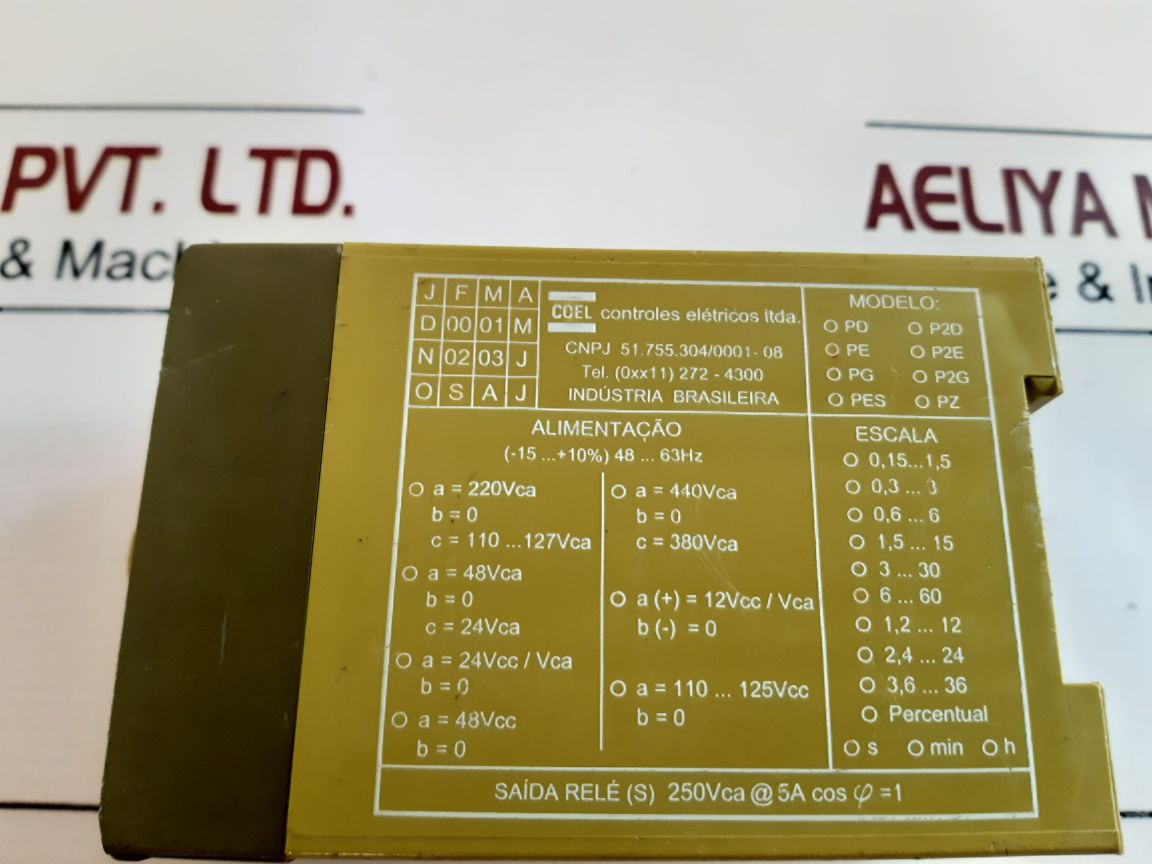 PVT. LTD.
& Mach
AELIYA M
e & In
J F M A
D 00 01 M
N 02 03 J
O S A J
COEL controles elétricos ltda.
CNPJ 51.755.304/0001-08
Tel. (0xx11) 272 - 4300
INDÚSTRIA BRASILEIRA
MODELO:
PD P2D
PE P2E
PG P2G
PES PZ
ALIMENTAÇÃO
(-15 ...+10%) 48 ... 63Hz
a = 220Vca
b = 0
c = 110 ...127Vca
a = 48Vca
b = 0
c = 24Vca
a = 24Vcc / Vca
b = 0
a = 48Vcc
b = 0
a = 440Vca
b = 0
c = 380Vca
a (+) = 12Vcc / Vca
b (-) = 0
a = 110 ... 125Vcc
b = 0
ESCALA
0,15...1,5
0,3 ... 3
0,6 ... 6
1,5 ... 15
3 ... 30
6 ... 60
1,2 ... 12
2,4 ... 24
3,6 ... 36
Percentual
s min h
SAÍDA RELÉ (S) 250Vca @ 5A cos φ =1